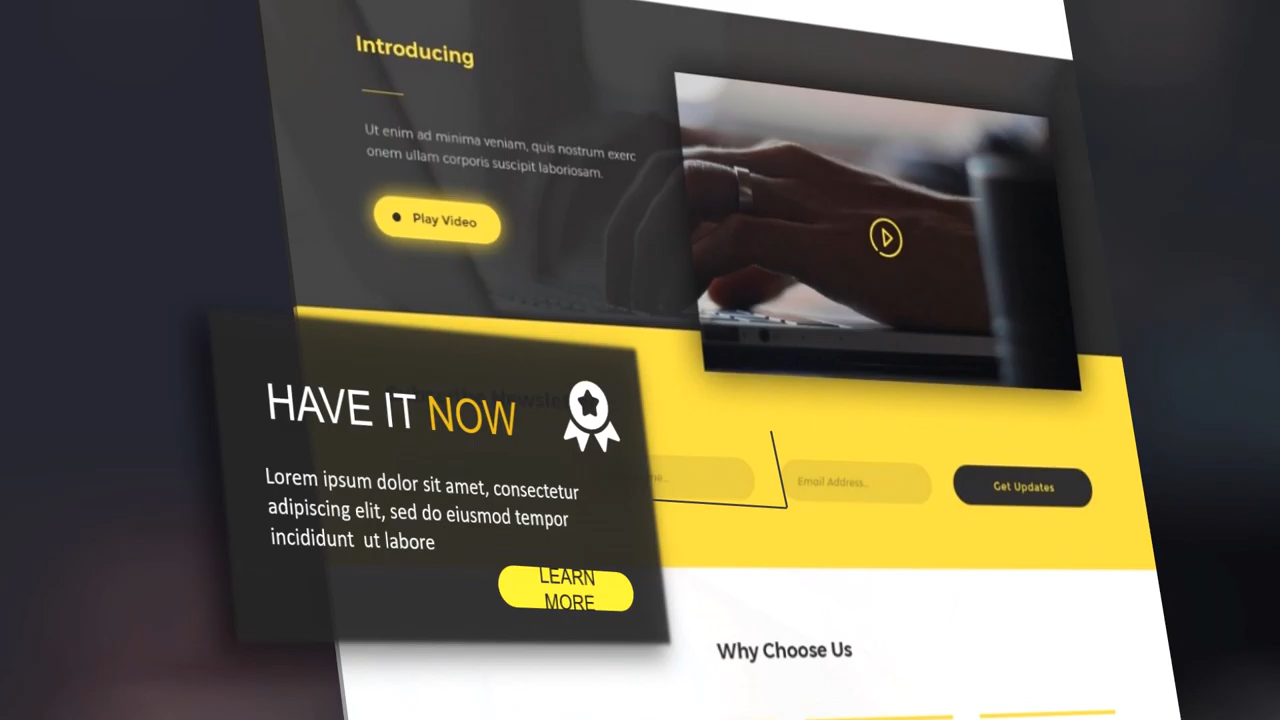 Introducing
Ut enim ad minima veniam, quis nostrum exerc
onem ullam corporis suscipit laboriosam.
Play Video
HAVE IT NOW
Lorem ipsum dolor sit amet, consectetur
adipiscing elit, sed do eiusmod tempor
incididunt ut labore
LEARN
MORE
Email Address..
Get Updates
Why Choose Us